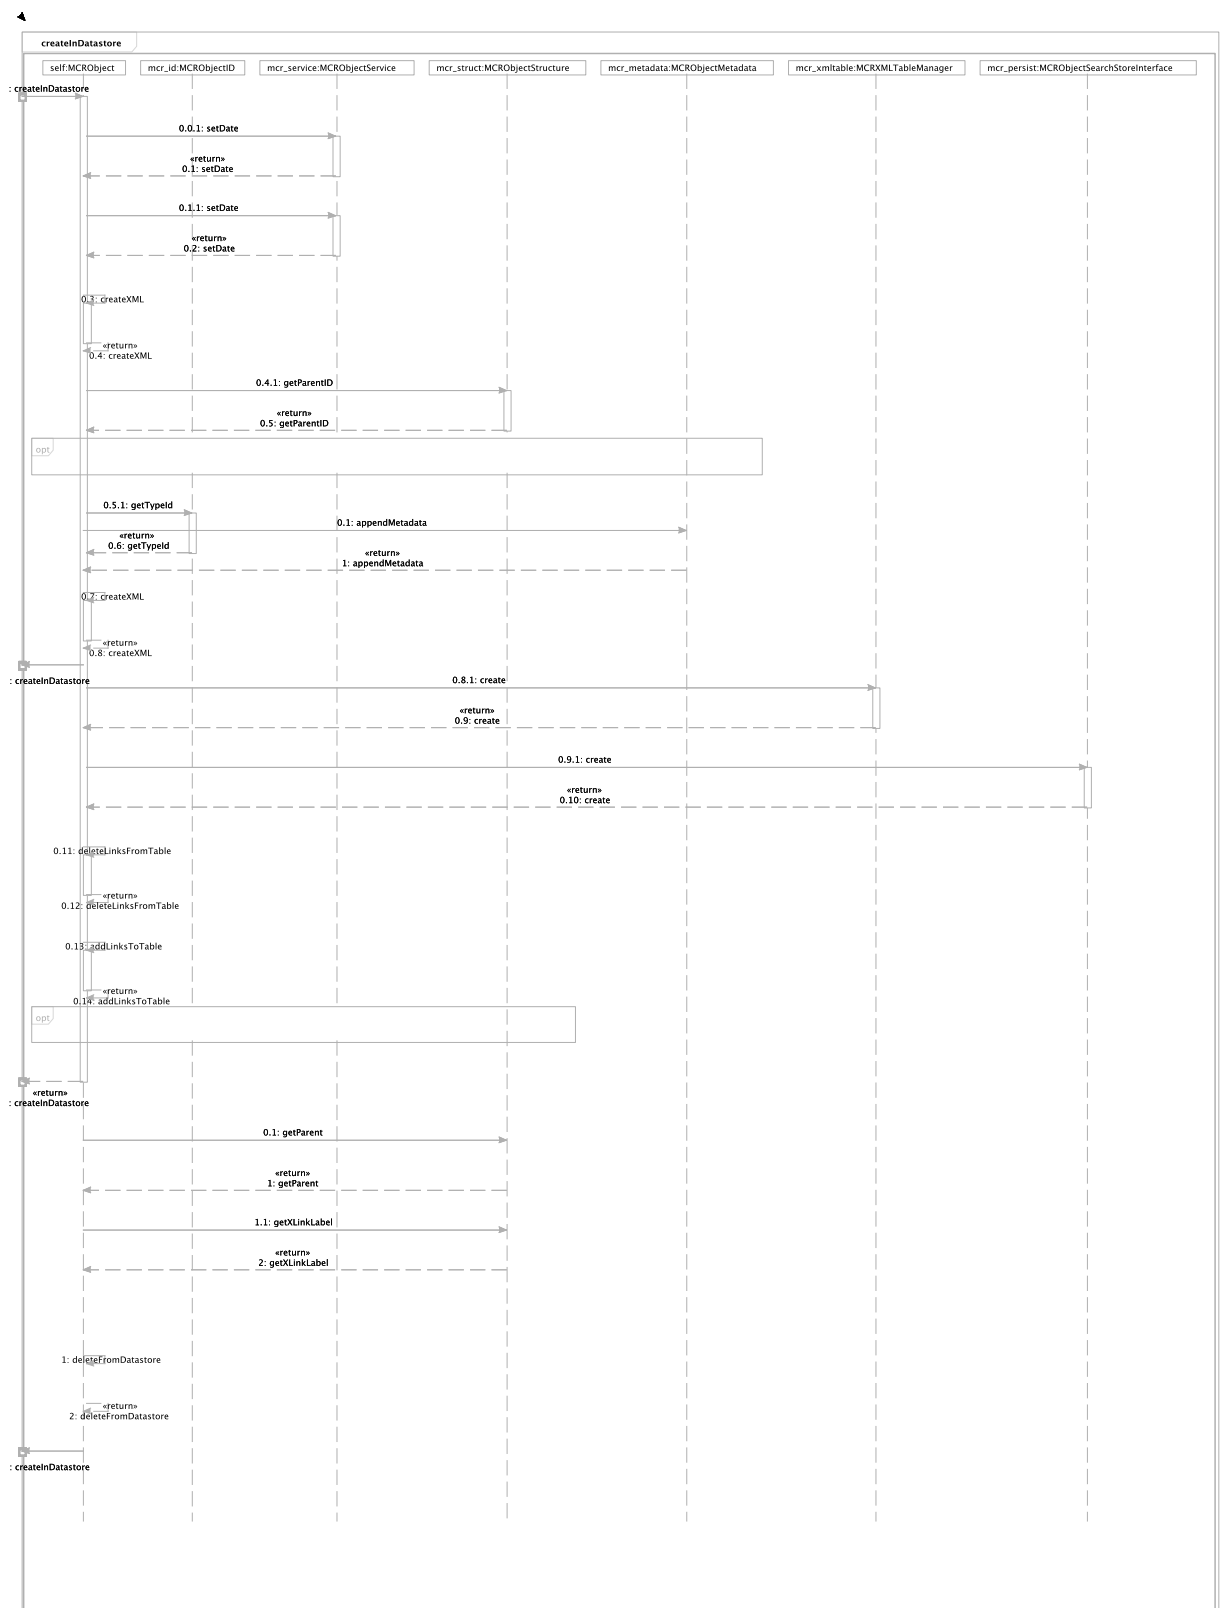 createInDatastore
self:MCRObject
mcr_id:MCRObjectID
mcr_service:MCRObjectService
mcr_struct:MCRObjectStructure
mcr_metadata:MCRObjectMetadata
mcr_xmltable:MCRXMLTableManager
mcr_persist:MCRObjectSearchStoreInterface
: createInDatastore
0.0.1: setDate
«return»
0.1: setDate
0.1.1: setDate
«return»
0.2: setDate
0.3: createXML
«return»
0.4: createXML
0.4.1: getParentID
«return»
0.5: getParentID
opt
0.5.1: getTypeId
0.1: appendMetadata
«return»
0.6: getTypeId
«return»
1: appendMetadata
0.7: createXML
«return»
0.8: createXML
: createInDatastore
0.8.1: create
«return»
0.9: create
0.9.1: create
«return»
0.10: create
0.11: deleteLinksFromTable
«return»
0.12: deleteLinksFromTable
0.13: addLinksToTable
«return»
0.14: addLinksToTable
opt
«return»
: createInDatastore
0.1: getParent
«return»
1: getParent
1.1: getXLinkLabel
«return»
2: getXLinkLabel
1: deleteFromDatastore
«return»
2: deleteFromDatastore
: createInDatastore